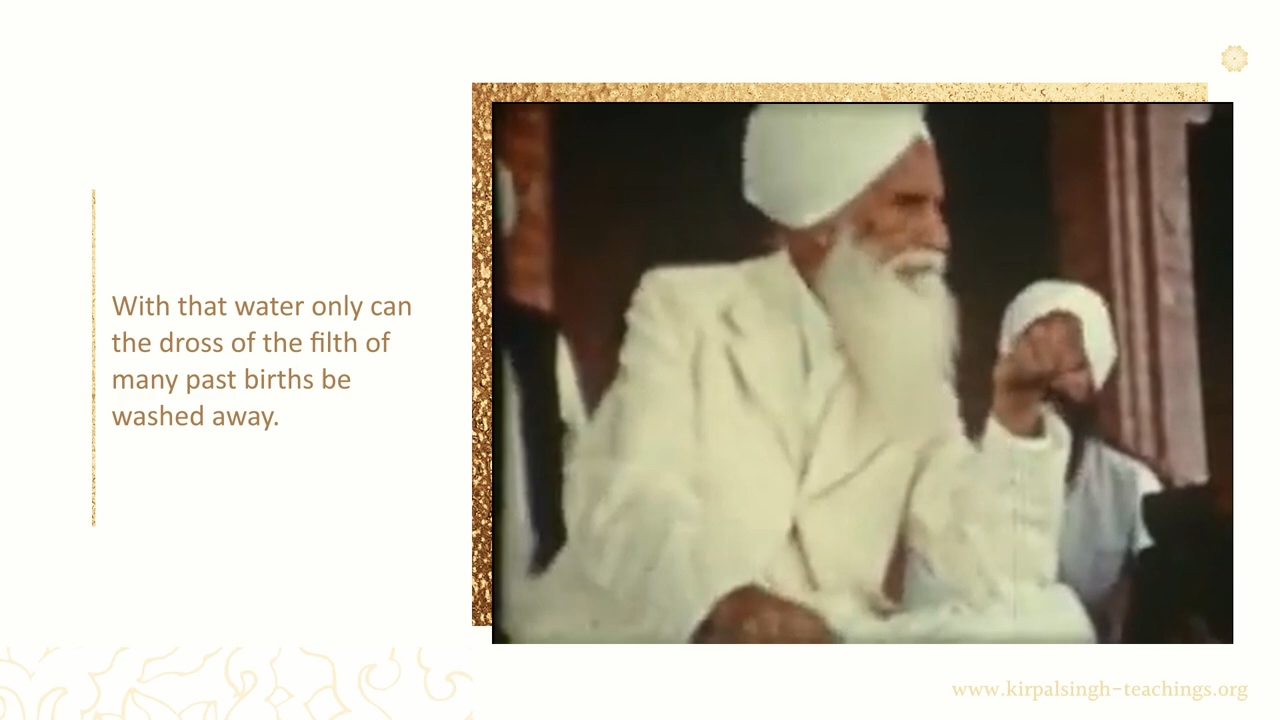 With that water only can
the dross of the filth of
many past births be
washed away.
www.kirpalsingh-teachings.org